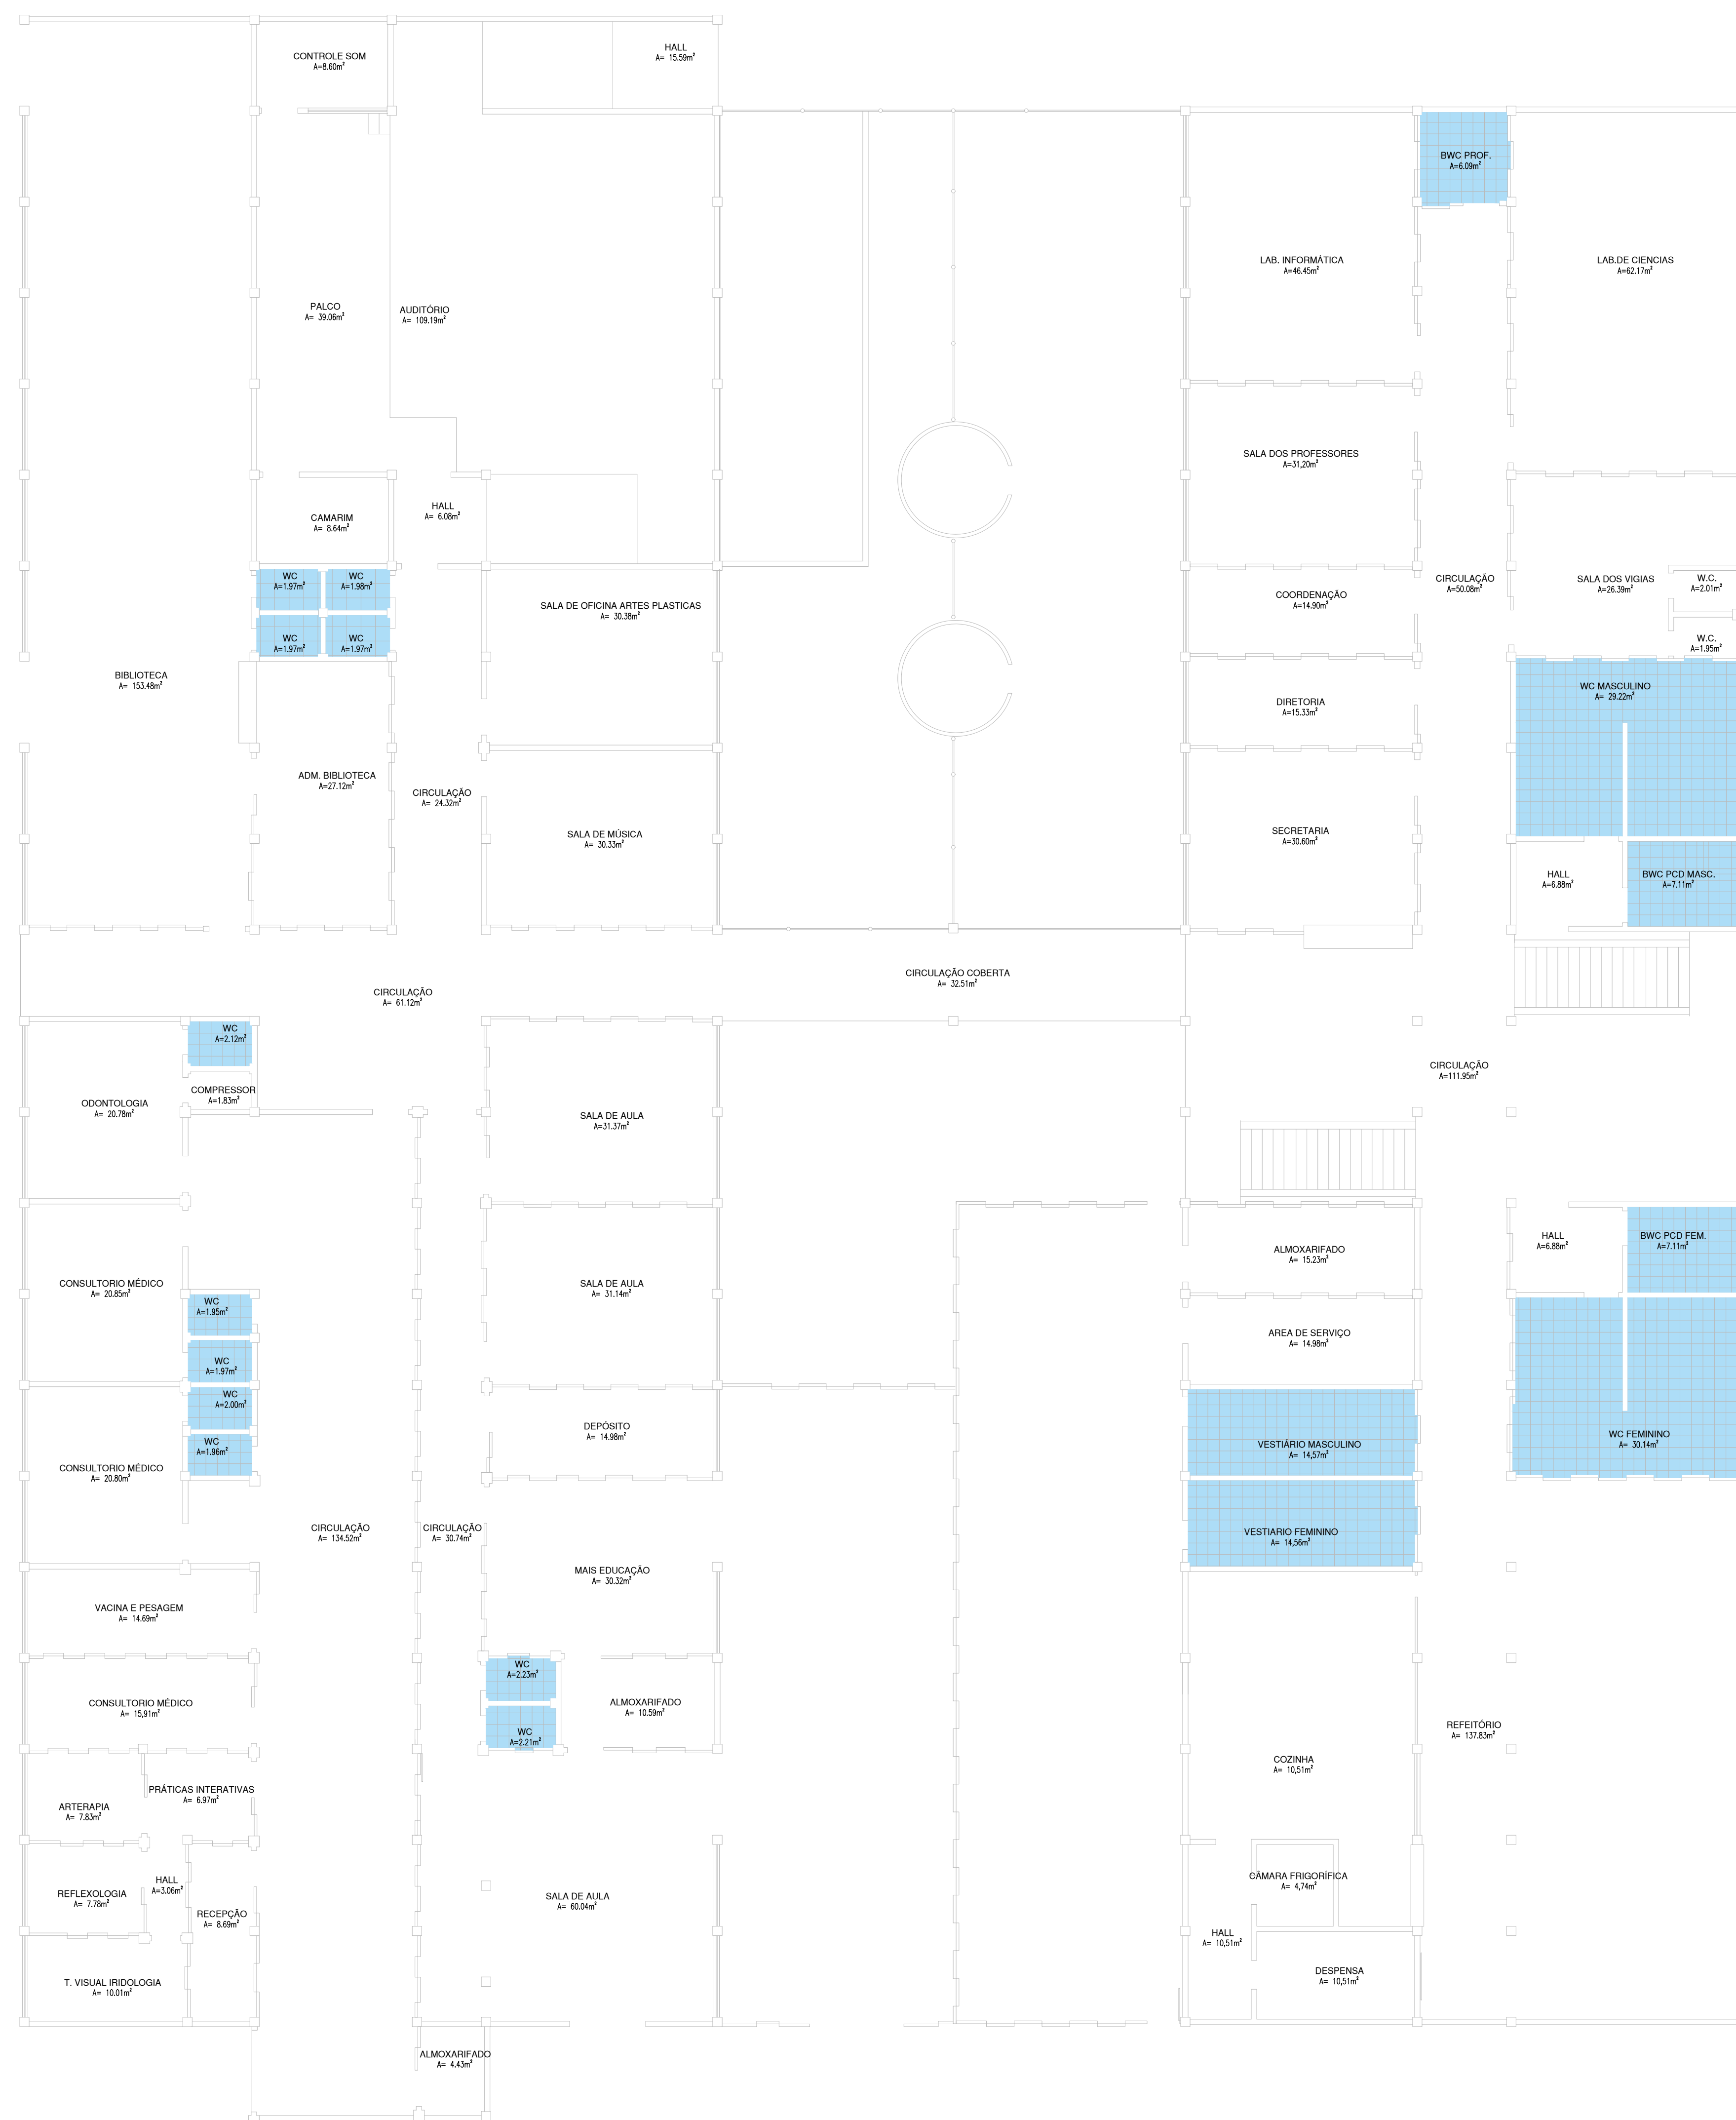 CONTROLE SOM
A=8.60m²
HALL
A= 15.59m²
BWC PROF.
A=6.09m²
LAB. INFORMÁTICA
A=46.45m²
LAB.DE CIENCIAS
A=62.17m²
PALCO
A= 39.06m²
AUDITÓRIO
A= 109.19m²
SALA DOS PROFESSORES
A=31,20m²
CAMARIM
A= 8.64m²
HALL
A= 6.08m²
WC
A=1.97m²
WC
A=1.98m²
WC
A=1.97m²
WC
A=1.97m²
SALA DE OFICINA ARTES PLASTICAS
A= 30.38m²
COORDENAÇÃO
A=14.90m²
CIRCULAÇÃO
A=50.08m²
SALA DOS VIGIAS
A=26.39m²
W.C.
A=2.01m²
W.C.
A=1.95m²
BIBLIOTECA
A= 153.48m²
DIRETORIA
A=15.33m²
WC MASCULINO
A= 29.22m²
ADM. BIBLIOTECA
A=27.12m²
CIRCULAÇÃO
A= 24.32m²
SALA DE MÚSICA
A= 30.33m²
SECRETARIA
A=30.60m²
HALL
A=6.88m²
BWC PCD MASC.
A=7.11m²
CIRCULAÇÃO
A= 61.12m²
CIRCULAÇÃO COBERTA
A= 32.51m²
WC
A=2.12m²
COMPRESSOR
A=1.83m²
ODONTOLOGIA
A= 20.78m²
SALA DE AULA
A=31.37m²
CIRCULAÇÃO
A=111.95m²
CONSULTORIO MÉDICO
A= 20.85m²
WC
A=1.95m²
WC
A=1.97m²
WC
A=2.00m²
WC
A=1.96m²
SALA DE AULA
A= 31.14m²
ALMOXARIFADO
A= 15.23m²
HALL
A=6.88m²
BWC PCD FEM.
A=7.11m²
AREA DE SERVIÇO
A= 14.98m²
DEPÓSITO
A= 14.98m²
CONSULTORIO MÉDICO
A= 20.80m²
VESTIÁRIO MASCULINO
A= 14,57m²
WC FEMININO
A= 30.14m²
CIRCULAÇÃO
A= 134.52m²
CIRCULAÇÃO
A= 30.74m²
VESTIARIO FEMININO
A= 14,56m²
MAIS EDUCAÇÃO
A= 30.32m²
VACINA E PESAGEM
A= 14.69m²
WC
A=2.23m²
WC
A=2.21m²
ALMOXARIFADO
A= 10.59m²
CONSULTORIO MÉDICO
A= 15,91m²
REFEITÓRIO
A= 137.83m²
COZINHA
A= 10,51m²
PRÁTICAS INTERATIVAS
A= 6.97m²
ARTERAPIA
A= 7.83m²
HALL
A=3.06m²
REFLEXOLOGIA
A= 7.78m²
RECEPÇÃO
A= 8.69m²
SALA DE AULA
A= 60.04m²
CÂMARA FRIGORÍFICA
A= 4,74m²
HALL
A= 10,51m²
T. VISUAL IRIDOLOGIA
A= 10.01m²
DESPENSA
A= 10,51m²
ALMOXARIFADO
A= 4.43m²